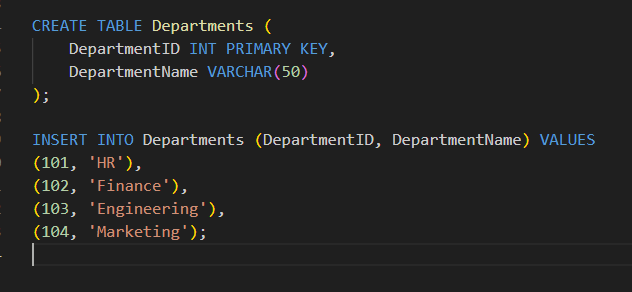 CREATE TABLE Departments (
    DepartmentID INT PRIMARY KEY,
    DepartmentName VARCHAR(50)
);
INSERT INTO Departments (DepartmentID, DepartmentName) VALUES
(101, 'HR'),
(102, 'Finance'),
(103, 'Engineering'),
(104, 'Marketing');